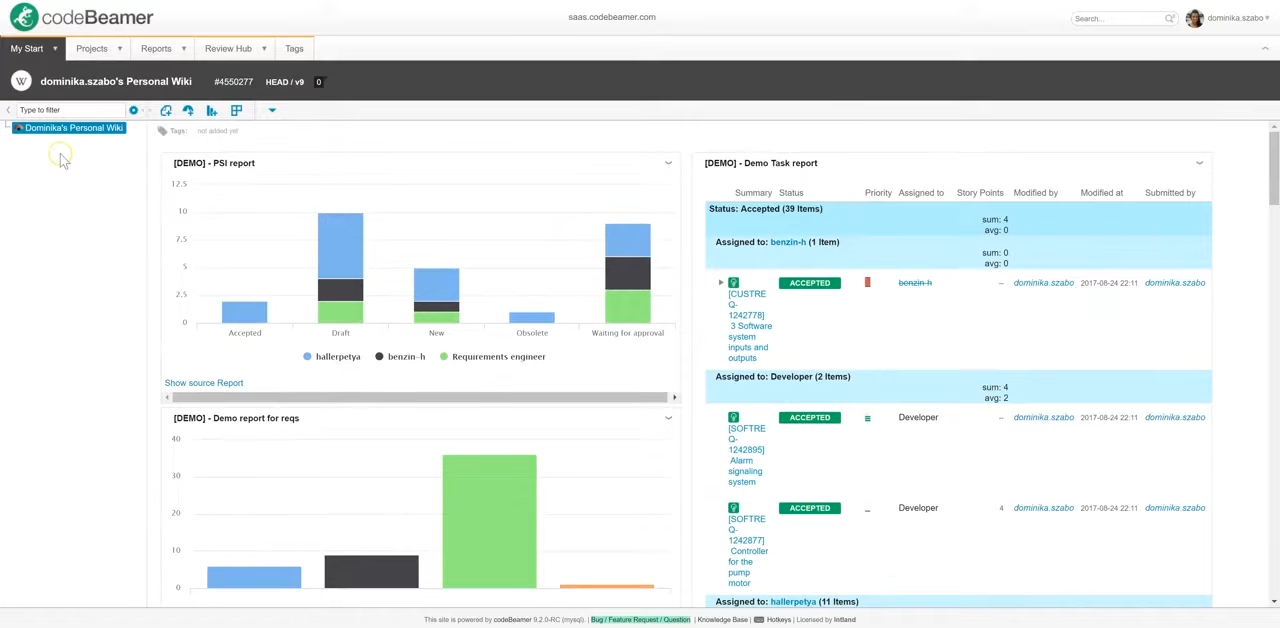 codeBeamer
saas.codebeamer.com
Search...
dominika.szabo
My Start
Projects
Reports
Review Hub
Tags
W
dominika.szabo's Personal Wiki
#4550277
HEAD / v9
0
Type to filter
Dominika's Personal Wiki
Tags:
not added yet
[DEMO] - PSI report
12.5
10
7.5
5
2.5
0
Accepted
Draft
New
Obsolete
Waiting for approval
hallerpetya
benzin-h
Requirements engineer
Show source Report
[DEMO] - Demo report for reqs
40
30
20
10
0
[DEMO] - Demo Task report
Summary Status Priority Assigned to Story Points Modified by Modified at Submitted by
Status: Accepted (39 Items)
sum: 4
avg: 0
Assigned to: benzin-h (1 Item)
sum: 0
avg: 0
ACCEPTED benzin-h – dominika.szabo 2017-08-24 22:11 dominika.szabo
[CUSTRE
Q-
1242778]
3 Software
system
inputs and
outputs
Assigned to: Developer (2 Items)
sum: 4
avg: 2
ACCEPTED Developer – dominika.szabo 2017-08-24 22:11 dominika.szabo
[SOFTRE
Q-
1242895]
Alarm
signaling
system
ACCEPTED Developer 4 dominika.szabo 2017-08-24 22:11 dominika.szabo
[SOFTRE
Q-
1242877]
Controller
for the
pump
motor
Assigned to: hallerpetya (11 Items)
This site is powered by codeBeamer 9.2.0-RC (mysql). | Bug / Feature Request / Question | Knowledge Base | Hotkeys | Licensed by Intland